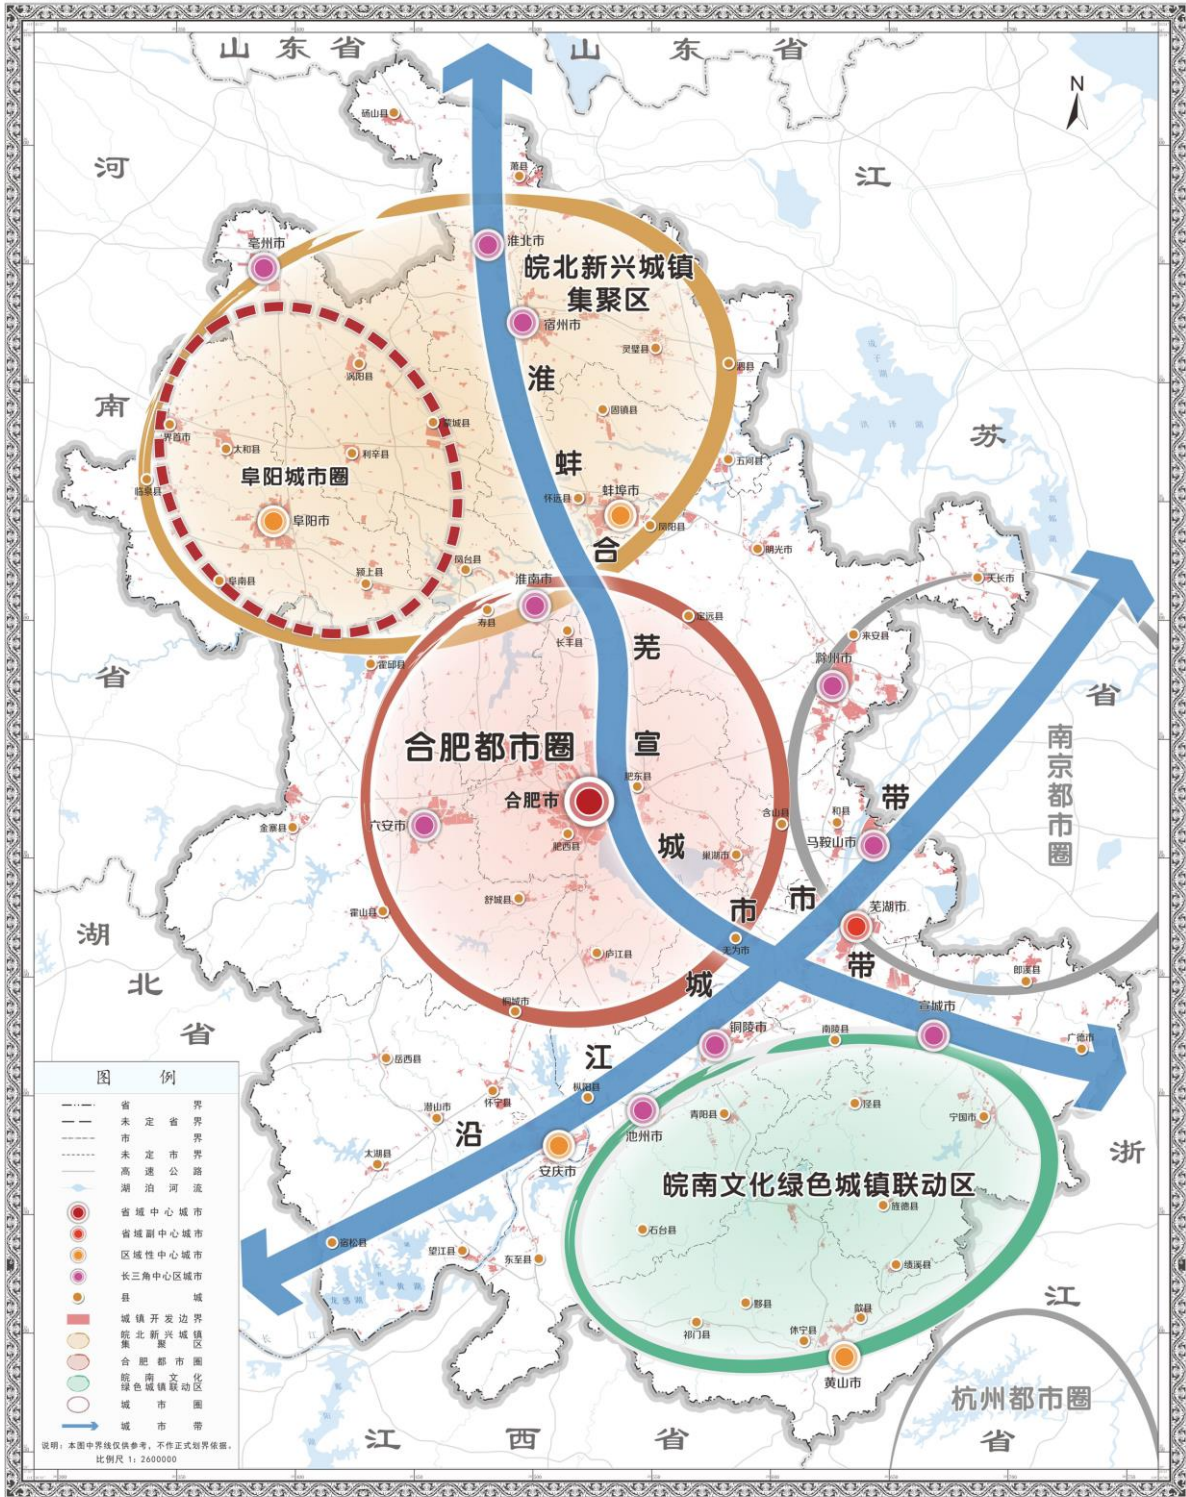 山东省
山东省
N
砀山县
河
江
萧县
亳州市
淮北市
皖北新兴城镇
集聚区
宿州市
灵璧县
泗县
涡阳县
淮
南
固镇县
苏
界首市
蒙城县
太和县
利辛县
蚌
五河县
阜阳城市圈
临泉县
怀远县
蚌埠市
阜阳市
凤阳县
合
明光市
凤台县
颍上县
阜南县
淮南市
天长市
寿县
定远县
长丰县
芜
来安县
滁州市
霍邱县
省
省
南京都市圈
合肥都市圈
宣
肥东县
合肥市
带
金寨县
六安市
含山县
和县
肥西县
马鞍山市
城
巢湖市
舒城县
市
市
芜湖市
霍山县
湖
无为市
庐江县
带
郎溪县
北
城
桐城市
宣城市
省
铜陵市
南陵县
广德市
江
岳西县
枞阳县
怀宁县
潜山市
青阳县
泾县
宁国市
池州市
沿
浙
太湖县
安庆市
皖南文化绿色城镇联动区
旌德县
石台县
宿松县
望江县
东至县
绩溪县
江
黟县
歙县
祁门县
休宁县
黄山市
杭州都市圈
江西省
省
图例
省界
未定省界
市界
未定市界
高速公路
湖泊河流
省域中心城市
省域副中心城市
区域性中心城市
长三角中心区城市
县城
城镇开发边界
皖北新兴城镇
集聚区
合肥都市圈
皖南文化
绿色城镇联动区
城市圈
城市带
说明：本图中界线仅供参考，不作正式划界依据。
比例尺 1：2600000